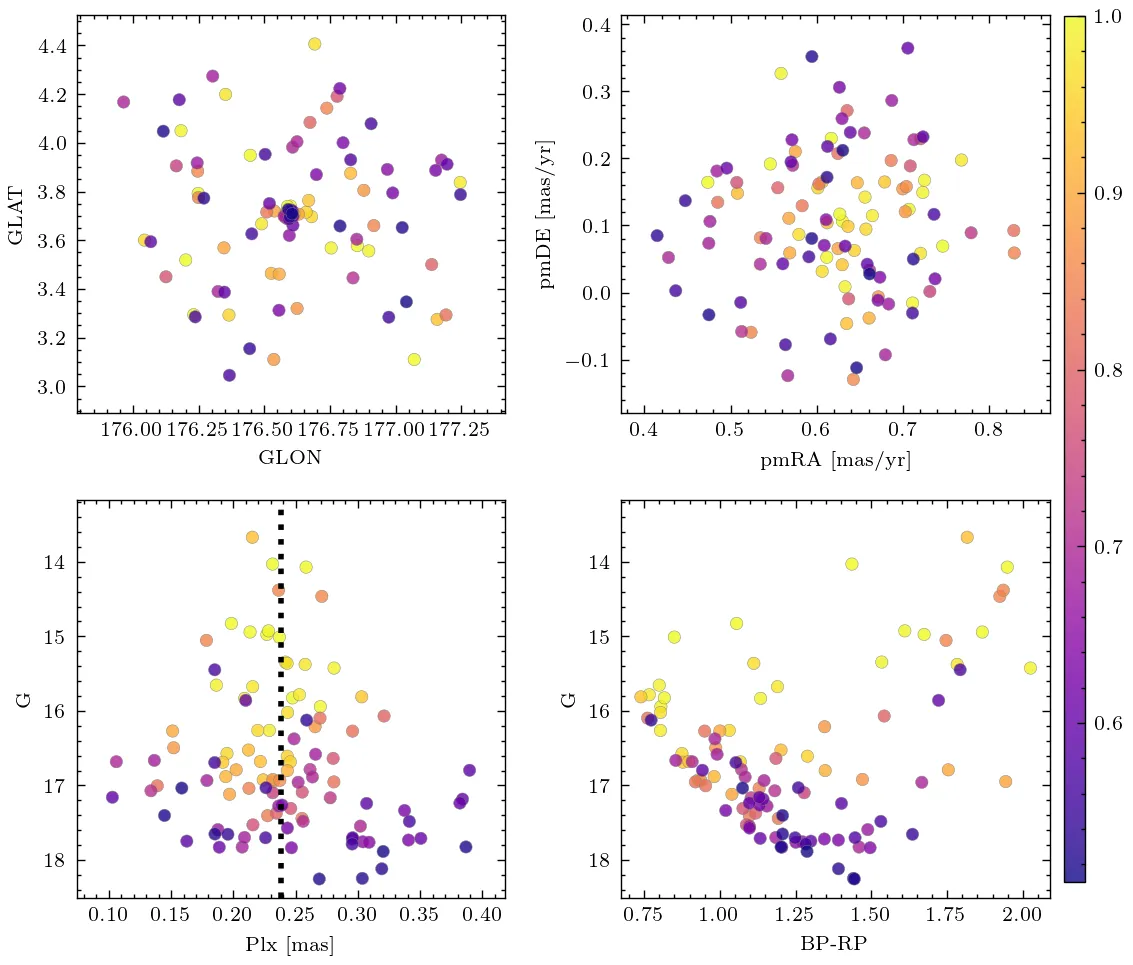 4.4
4.2
4.0
3.8
3.6
3.4
3.2
3.0
GLAT
176.00 176.25 176.50 176.75 177.00 177.25
GLON
0.4
0.3
0.2
0.1
0.0
−0.1
pmDE [mas/yr]
0.4 0.5 0.6 0.7 0.8
pmRA [mas/yr]
1.0
0.9
0.8
0.7
0.6
14
15
16
17
18
G
0.10 0.15 0.20 0.25 0.30 0.35 0.40
Plx [mas]
14
15
16
17
18
G
0.75 1.00 1.25 1.50 1.75 2.00
BP-RP